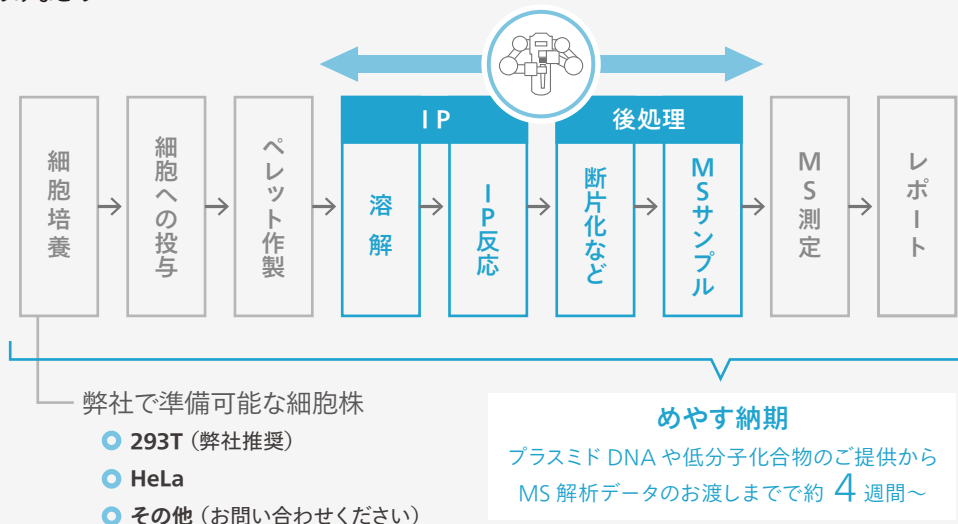 IP
後処理
細胞培養
細胞への投与
ペレット作製
溶解
IP反応
断片化など
MSサンプル
MS測定
レポート
弊社で準備可能な細胞株
293T（弊社推奨）
HeLa
その他（お問い合わせください）
めやす納期
プラスミド DNA や低分子化合物のご提供から
MS 解析データのお渡しまでで約 4 週間～